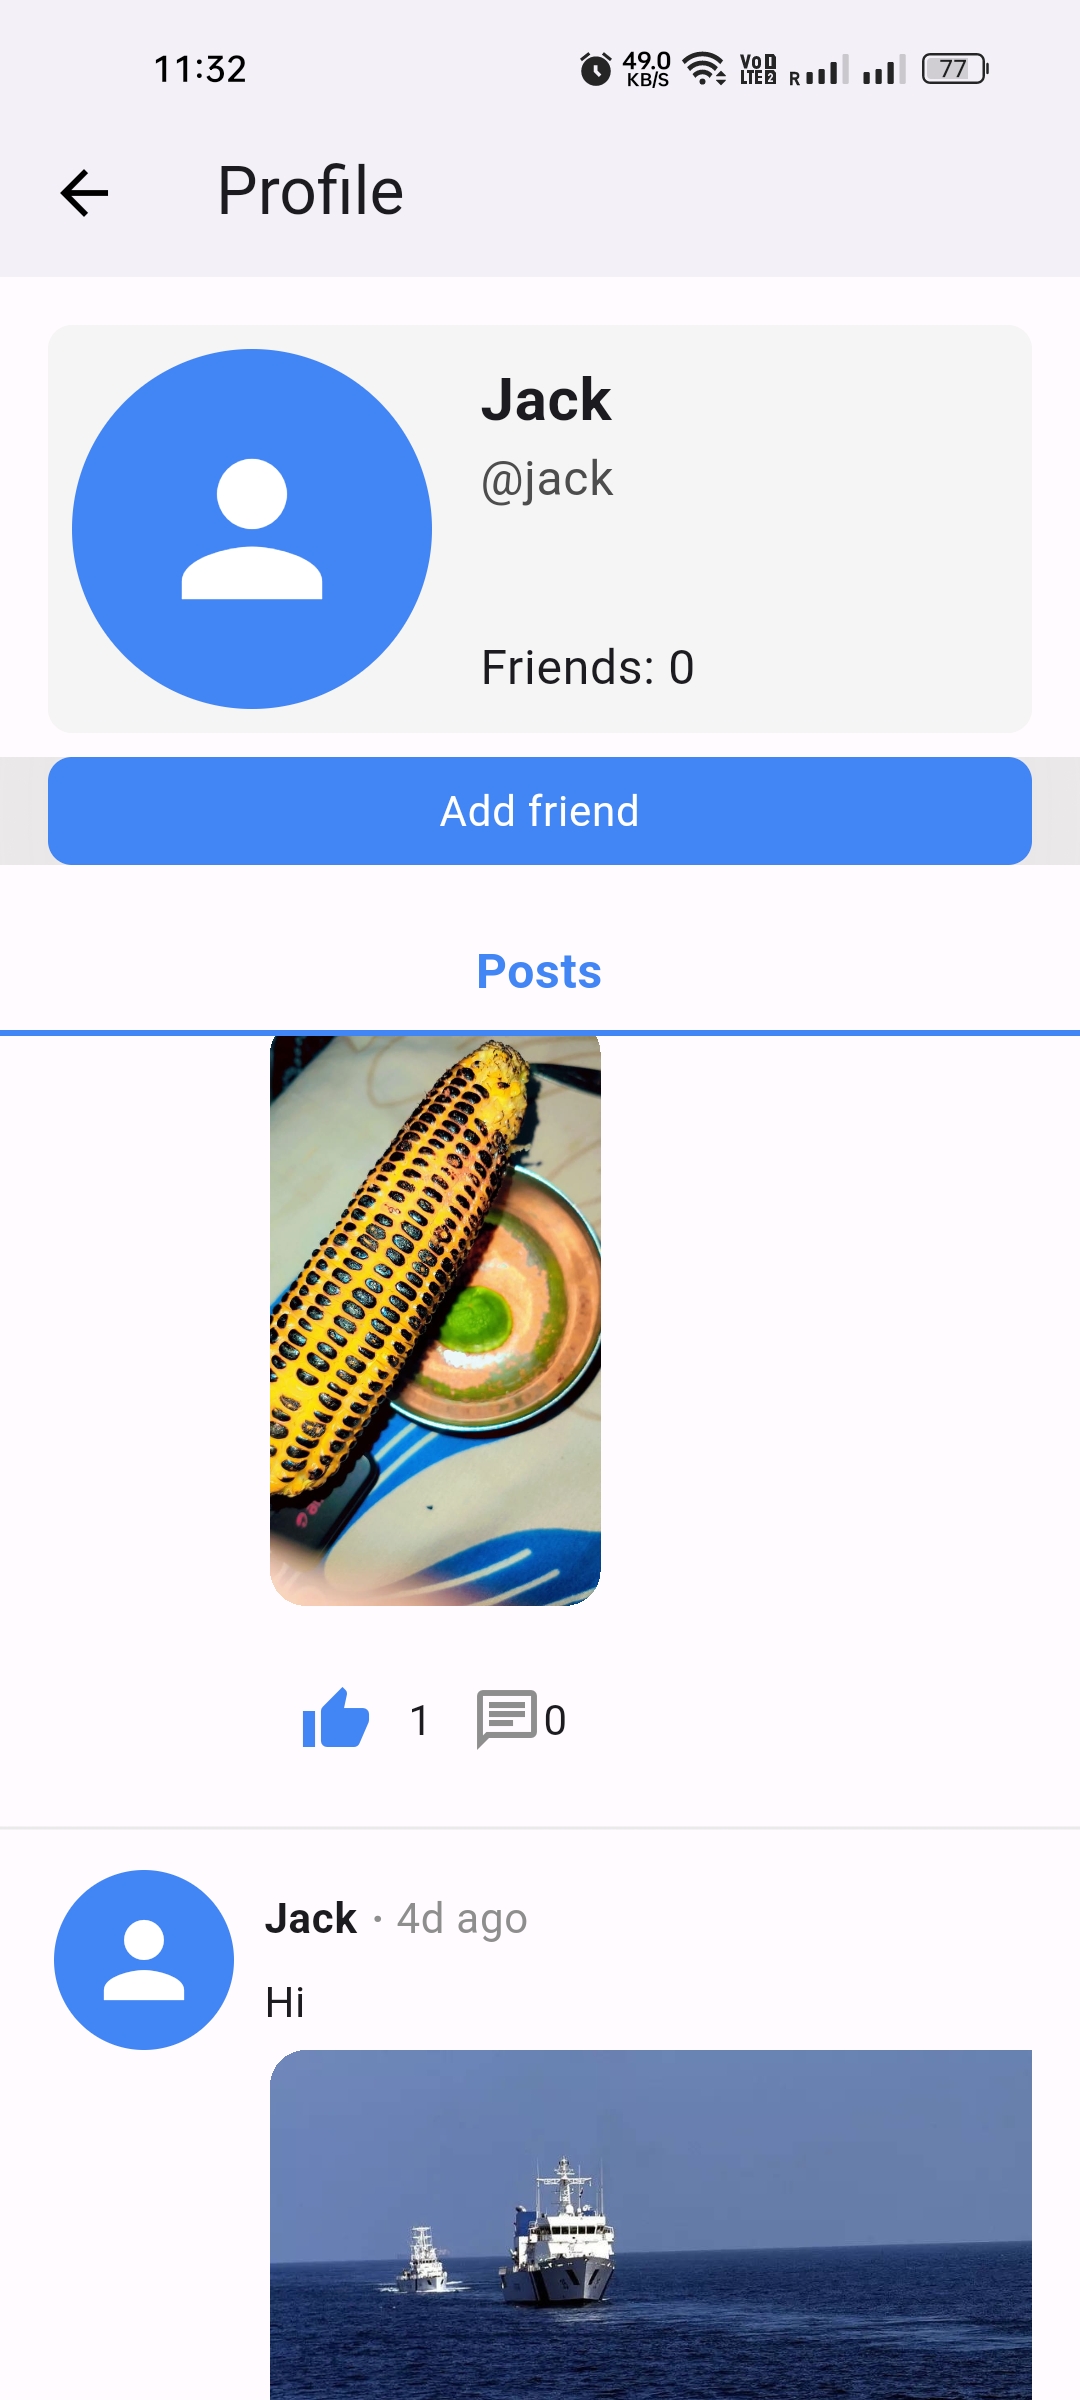 11:32 49.0 KB/S VoD LTE2 R 77
Profile
Jack
@jack
Friends: 0
Add friend
Posts
1 0
Jack · 4d ago
Hi